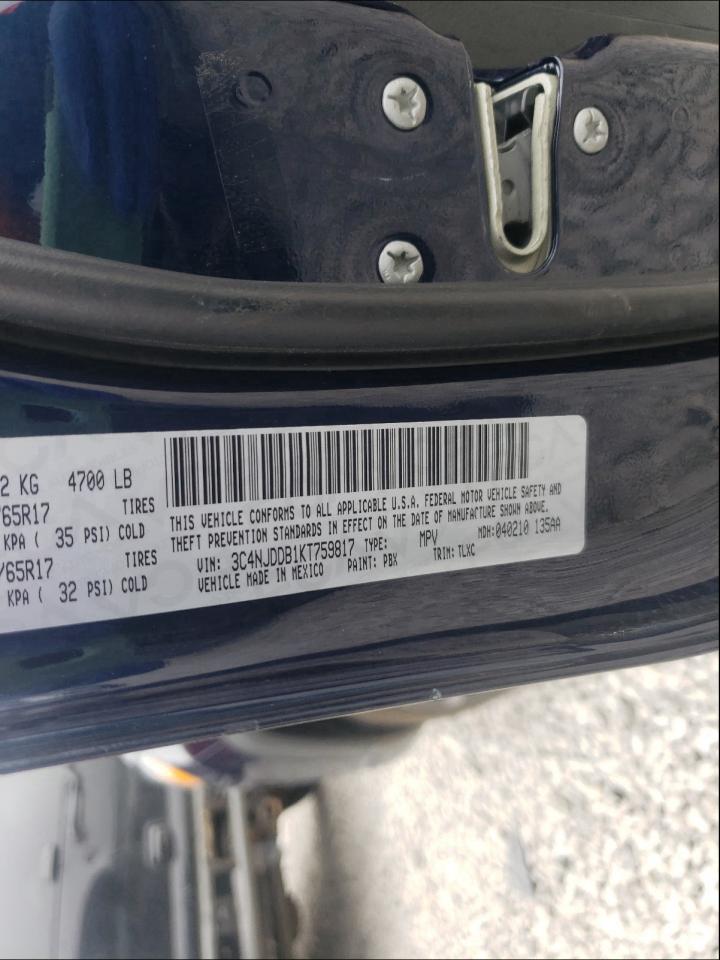 2 KG 4700 LB
/65R17 TIRES
KPA ( 35 PSI) COLD
/65R17 TIRES
KPA ( 32 PSI) COLD
THIS VEHICLE CONFORMS TO ALL APPLICABLE U.S.A. FEDERAL MOTOR VEHICLE SAFETY AND
THEFT PREVENTION STANDARDS IN EFFECT ON THE DATE OF MANUFACTURE SHOWN ABOVE.
VIN: 3C4NJDDB1KT759817 TYPE: MPV MDH: 040210 135AA
VEHICLE MADE IN MEXICO PAINT: PBX TRIM: TLXC